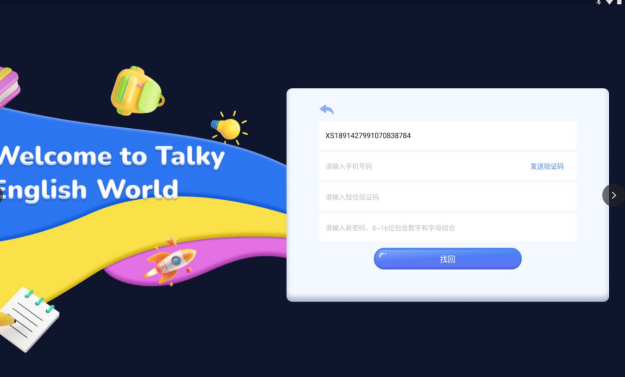 Welcome to Talky
English World
XS1891427991070838784
请输入手机号码 发送验证码
请输入短信验证码
请输入新密码，8~16位包含数字和字母组合
找回